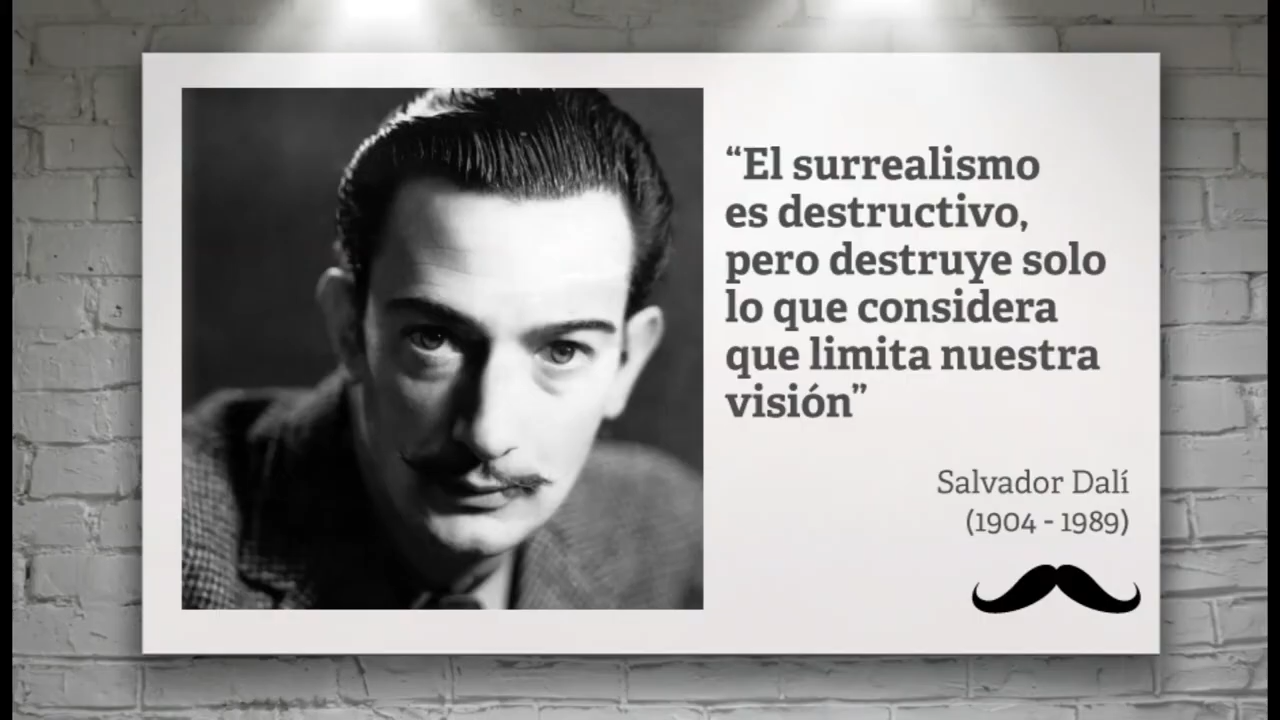 “El surrealismo
es destructivo,
pero destruye solo
lo que considera
que limita nuestra
visión”
Salvador Dalí
(1904 - 1989)